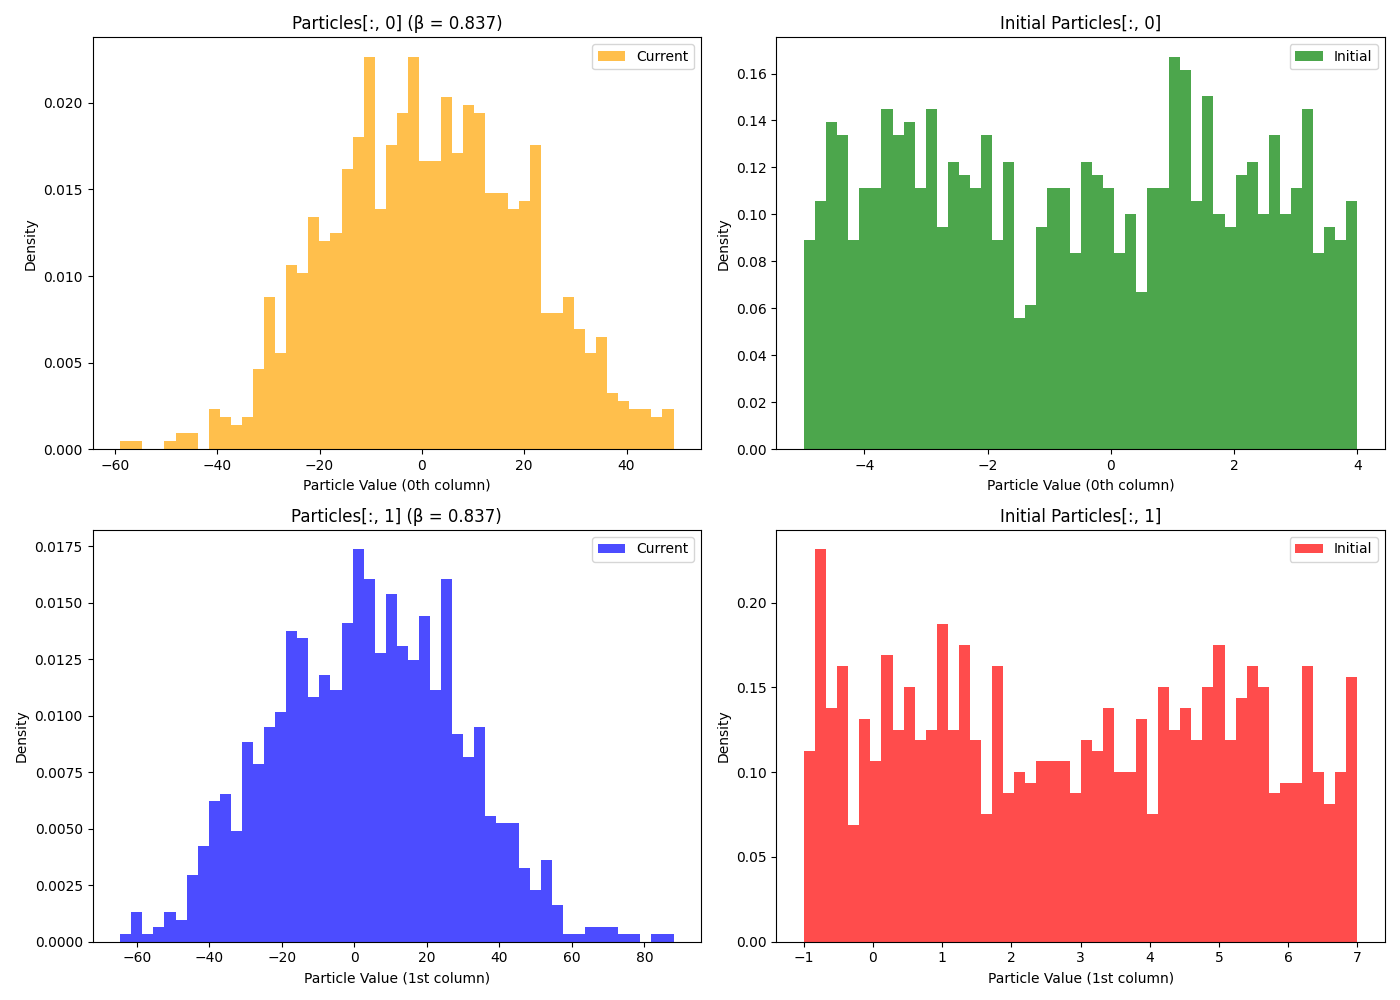 Particles[:, 0] (β = 0.837)
Current
0.020
0.015
0.010
0.005
0.000
Density
−60 −40 −20 0 20 40
Particle Value (0th column)
Initial Particles[:, 0]
Initial
0.16
0.14
0.12
0.10
0.08
0.06
0.04
0.02
0.00
Density
−4 −2 0 2 4
Particle Value (0th column)
Particles[:, 1] (β = 0.837)
Current
0.0175
0.0150
0.0125
0.0100
0.0075
0.0050
0.0025
0.0000
Density
−60 −40 −20 0 20 40 60 80
Particle Value (1st column)
Initial Particles[:, 1]
Initial
0.20
0.15
0.10
0.05
0.00
Density
−1 0 1 2 3 4 5 6 7
Particle Value (1st column)